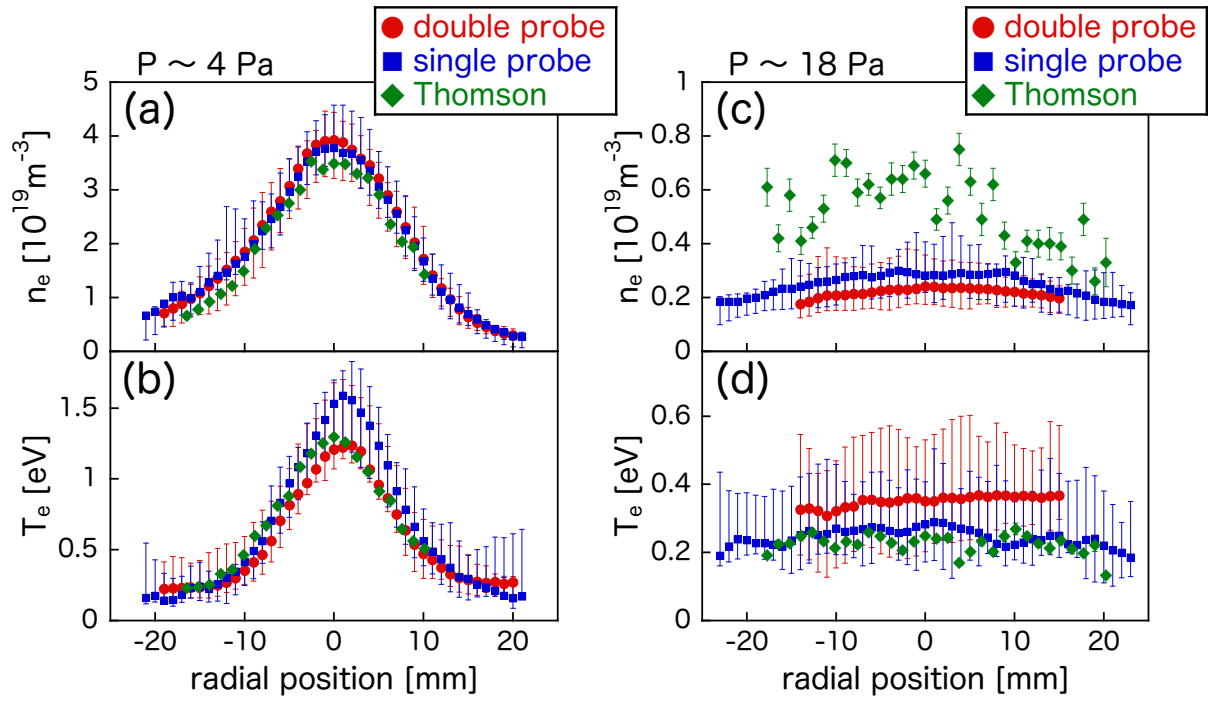 double probe
single probe
Thomson
P ～ 4 Pa
(a)
5
4
3
2
1
0
n_e [10^19 m^-3]
(b)
1.5
1
0.5
0
T_e [eV]
-20 -10 0 10 20
radial position [mm]
double probe
single probe
Thomson
P ～ 18 Pa
(c)
1
0.8
0.6
0.4
0.2
0
n_e [10^19 m^-3]
(d)
0.6
0.4
0.2
0
T_e [eV]
-20 -10 0 10 20
radial position [mm]